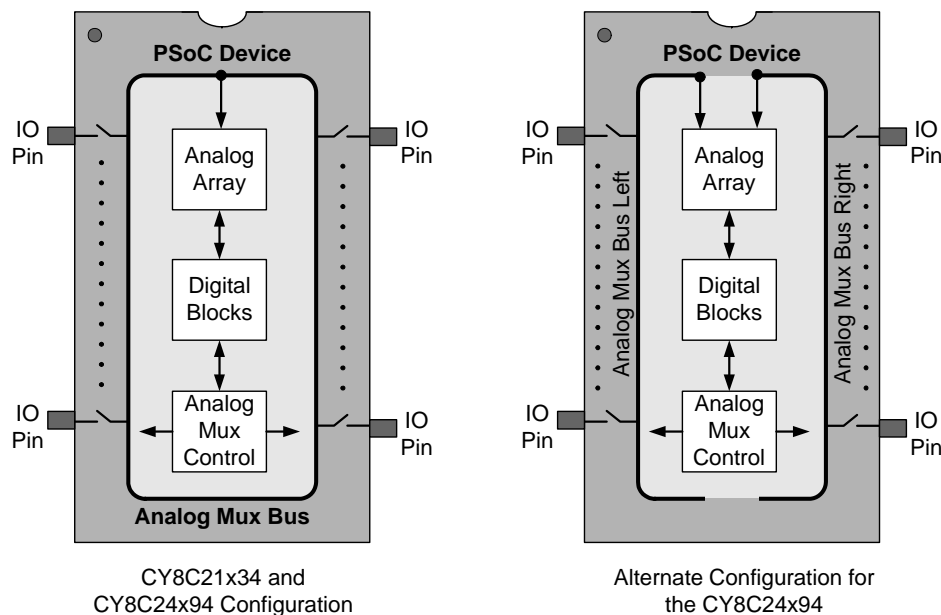 PSoC Device
IO
Pin
IO
Pin
Analog
Array
Digital
Blocks
IO
Pin
IO
Pin
Analog
Mux
Control
Analog Mux Bus
CY8C21x34 and
CY8C24x94 Configuration
PSoC Device
IO
Pin
IO
Pin
Analog
Array
Analog Mux Bus Left
Analog Mux Bus Right
Digital
Blocks
IO
Pin
IO
Pin
Analog
Mux
Control
Alternate Configuration for
the CY8C24x94